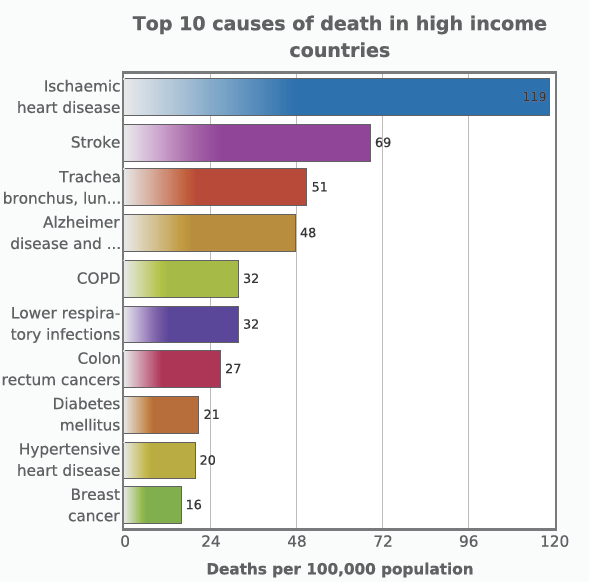 Top 10 causes of death in high income
countries
Ischaemic
heart disease
119
Stroke
69
Trachea
bronchus, lun...
51
Alzheimer
disease and ...
48
COPD
32
Lower respira-
tory infections
32
Colon
rectum cancers
27
Diabetes
mellitus
21
Hypertensive
heart disease
20
Breast
cancer
16
0 24 48 72 96 120
Deaths per 100,000 population